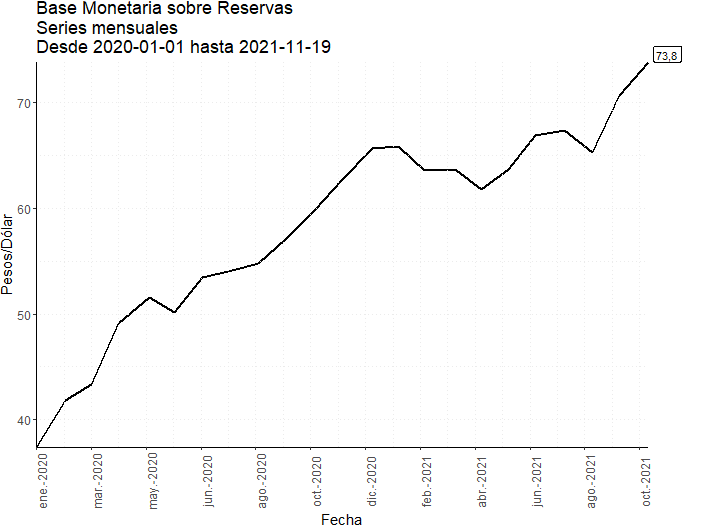 Base Monetaria sobre Reservas
Series mensuales
Desde 2020-01-01 hasta 2021-11-19
73,8
70
60
50
40
Pesos/Dólar
ene.-2020
mar.-2020
may.-2020
jun.-2020
ago.-2020
oct.-2020
dic.-2020
feb.-2021
abr.-2021
jun.-2021
ago.-2021
oct.-2021
Fecha